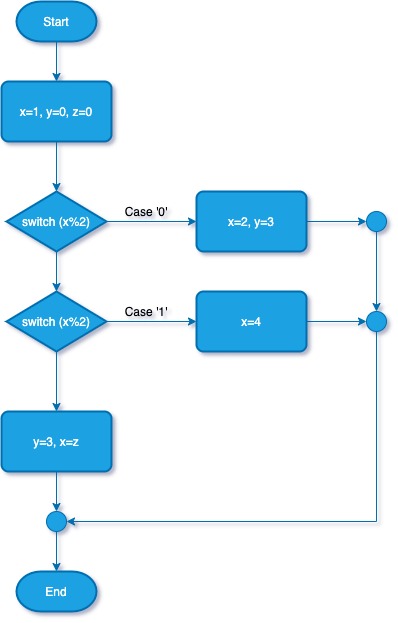 Start
x=1, y=0, z=0
switch (x%2)
Case '0'
x=2, y=3
switch (x%2)
Case '1'
x=4
y=3, x=z
End